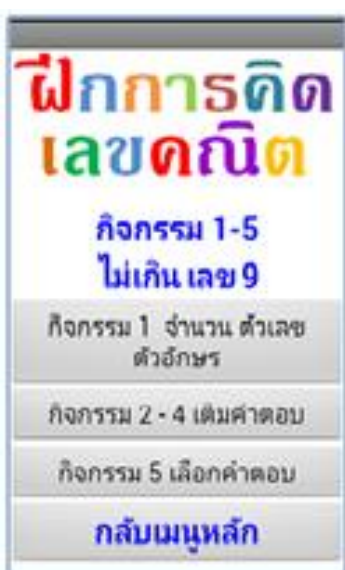 ฝึกการคิด
เลขคณิต
กิจกรรม 1-5
ไม่เกิน เลข 9
กิจกรรม 1 จำนวน ตัวเลข
ตัวอักษร
กิจกรรม 2 - 4 เติมคำตอบ
กิจกรรม 5 เลือกคำตอบ
กลับเมนูหลัก